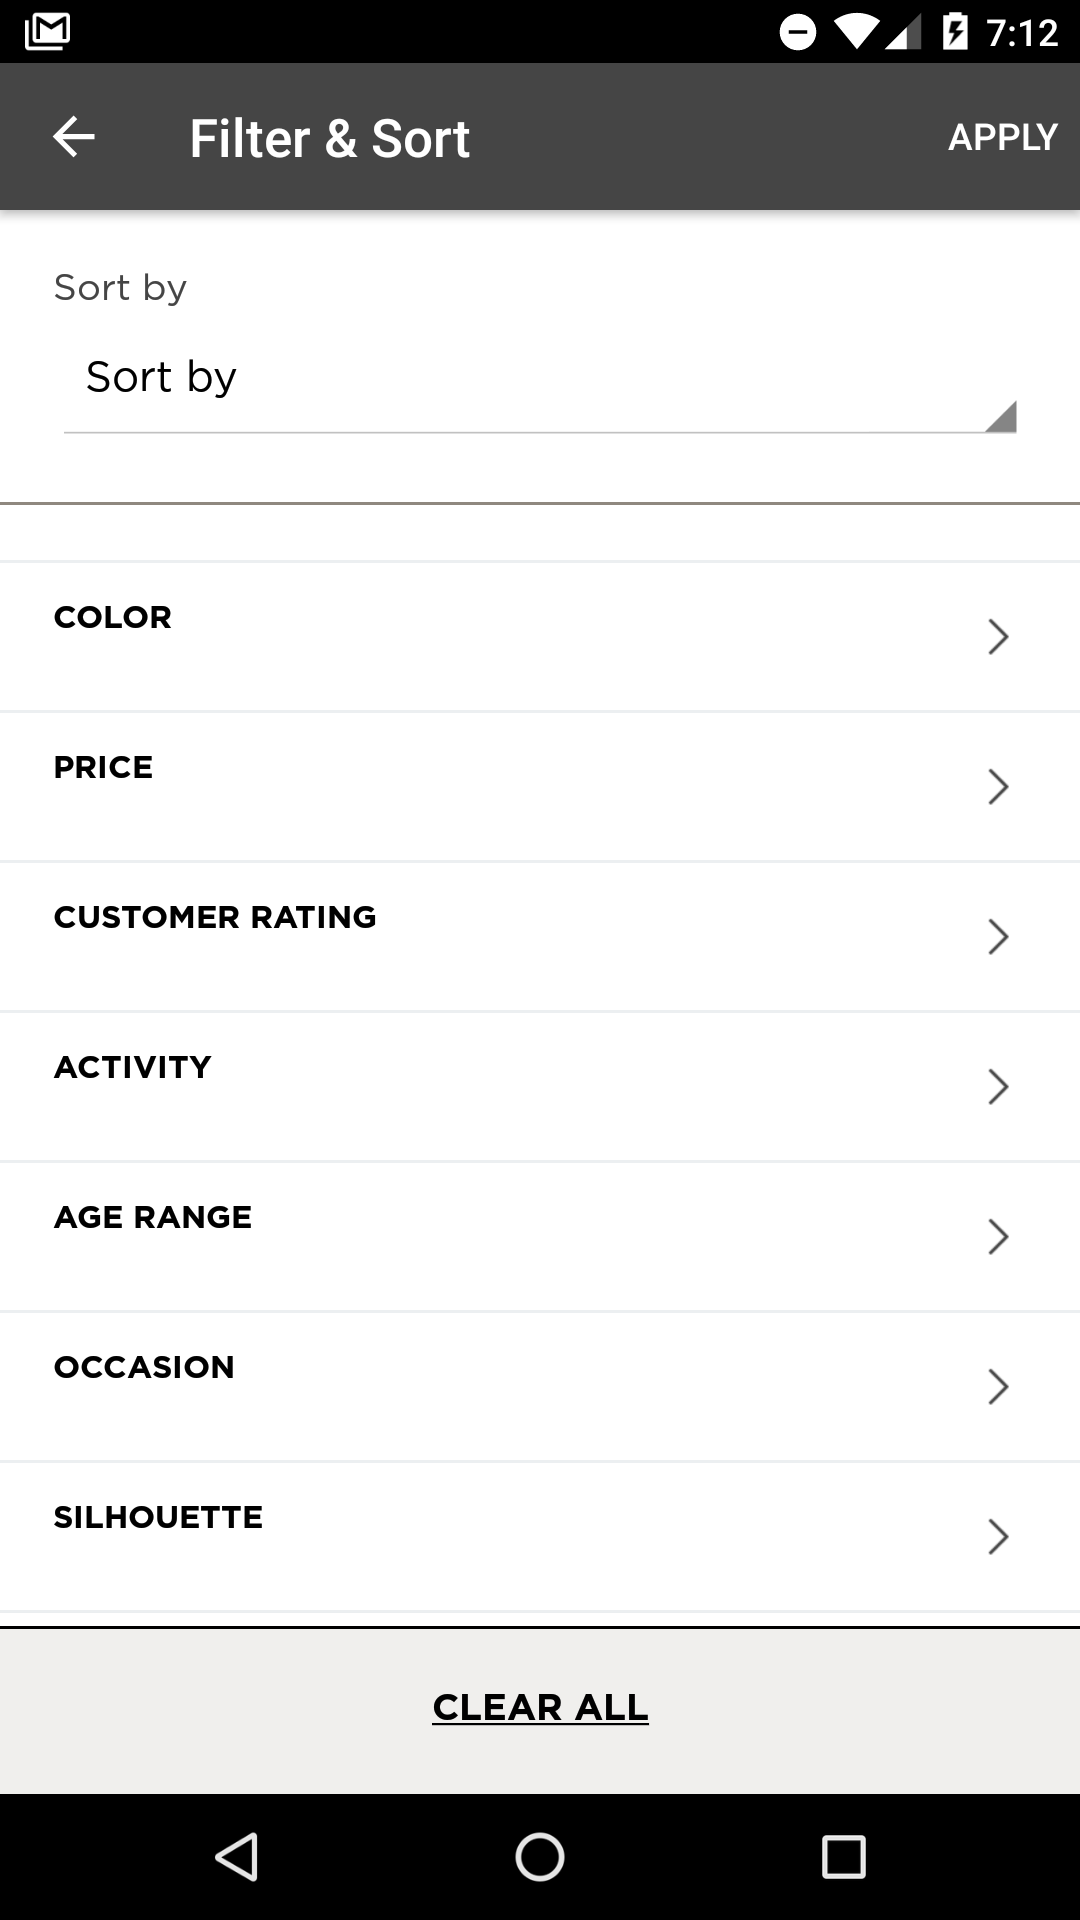 7:12
Filter & Sort
APPLY
Sort by
Sort by
COLOR
PRICE
CUSTOMER RATING
ACTIVITY
AGE RANGE
OCCASION
SILHOUETTE
CLEAR ALL